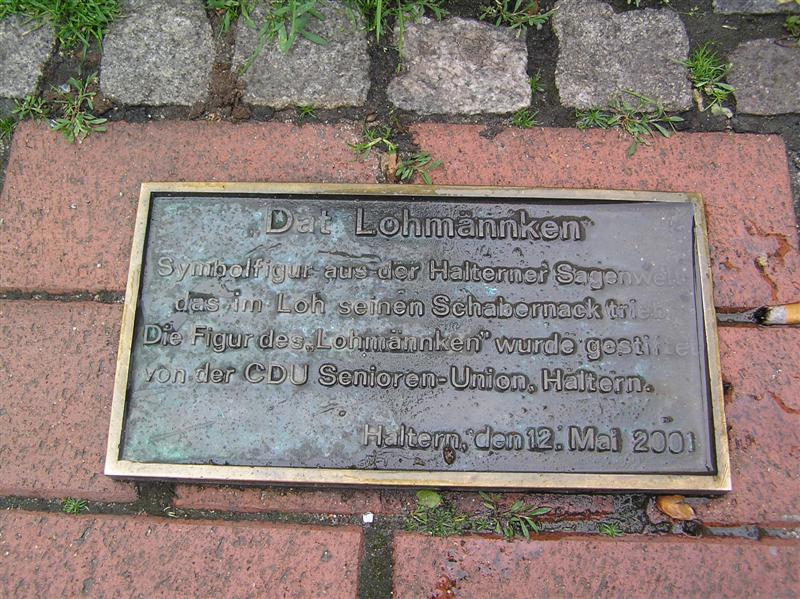 „Dat Lohmännken“
Symbolfigur aus der Halterner Sagenwelt,
das im Loh seinen Schabernack trieb.
Die Figur des „Lohmännken” wurde gestiftet
von der CDU Senioren-Union, Haltern.
Haltern, den 12. Mai 2001